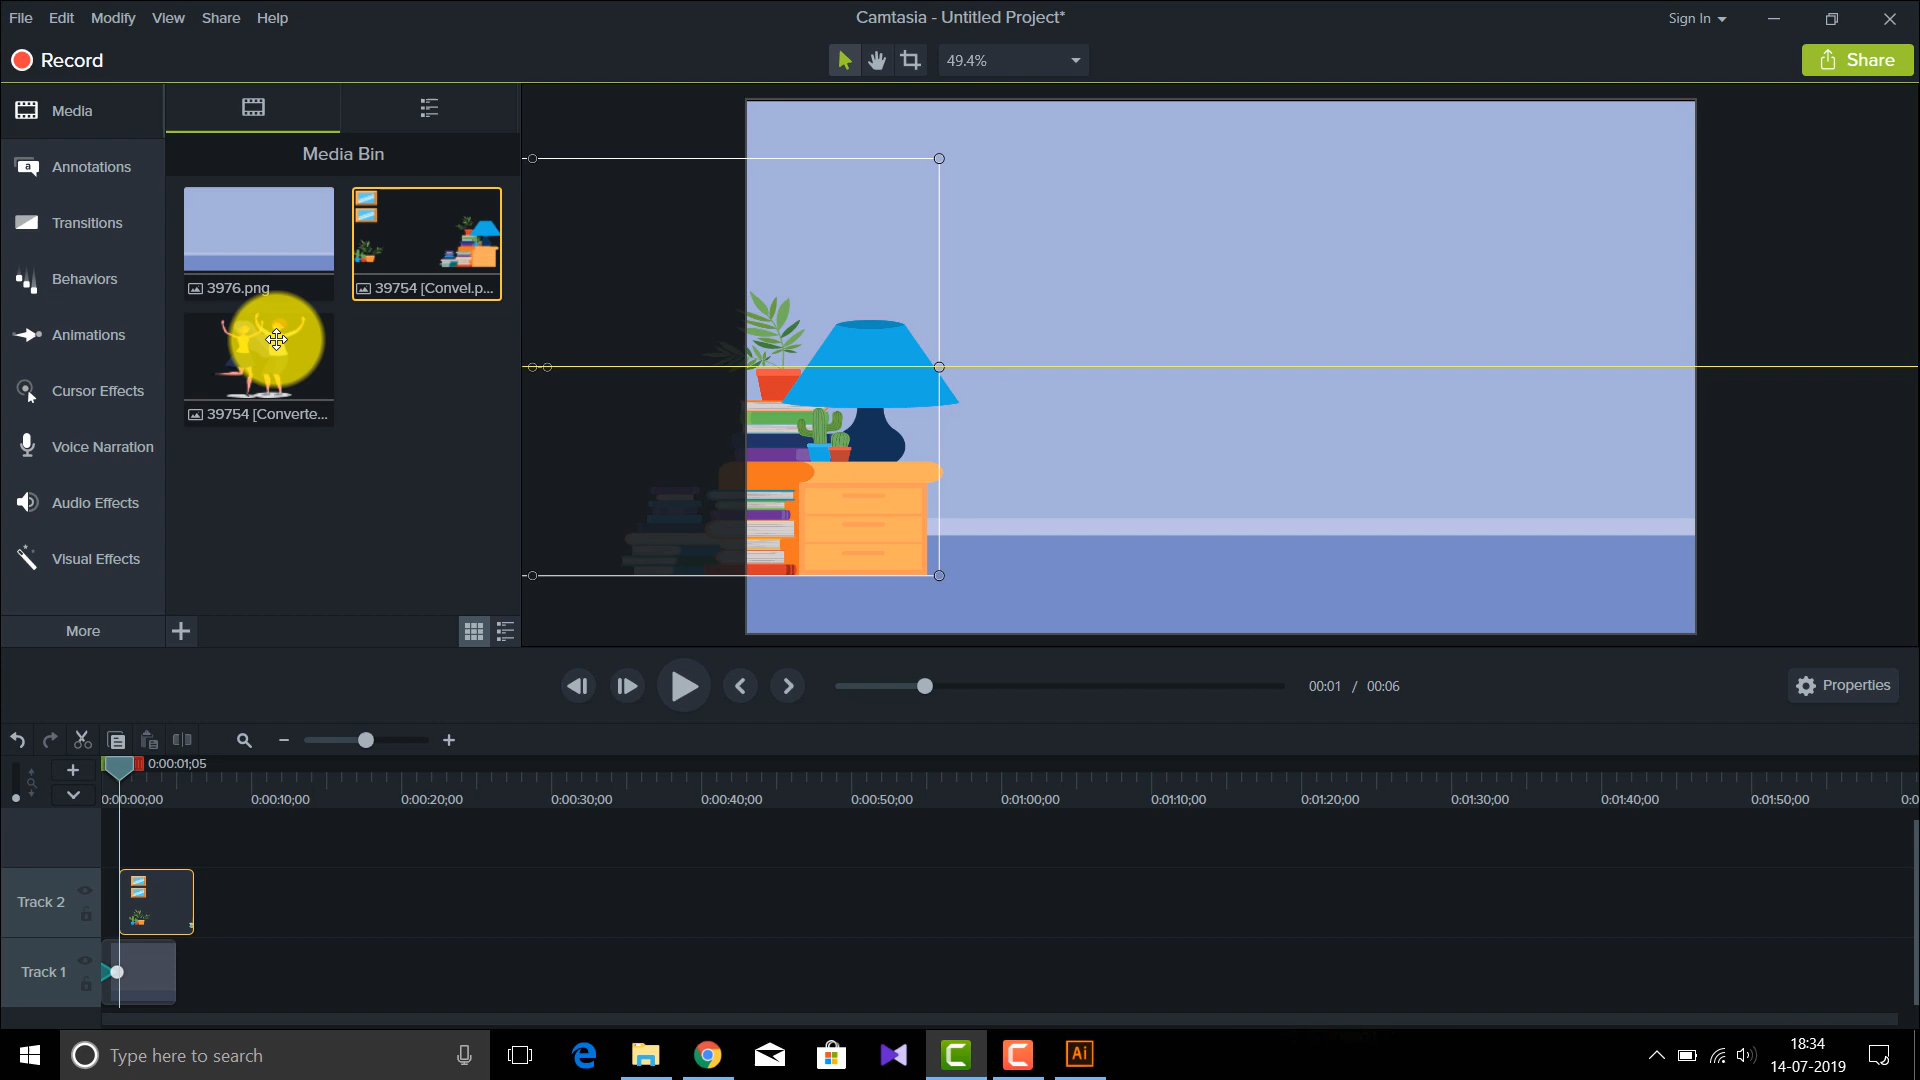 File Edit Modify View Share Help
Camtasia - Untitled Project*
Sign In
Record
49.4%
Share
Media
Annotations
Transitions
Behaviors
Animations
Cursor Effects
Voice Narration
Audio Effects
Visual Effects
More
Media Bin
3976.png
39754 [Convel.p...
39754 [Converte...
00:01 / 00:06
Properties
0:00:01;05
0:00:00;00 0:00:10;00 0:00:20;00 0:00:30;00 0:00:40;00 0:00:50;00 0:01:00;00 0:01:10;00 0:01:20;00 0:01:30;00 0:01:40;00 0:01:50;00 0:0
Track 2
Track 1
Type here to search
Ai
18:34
14-07-2019